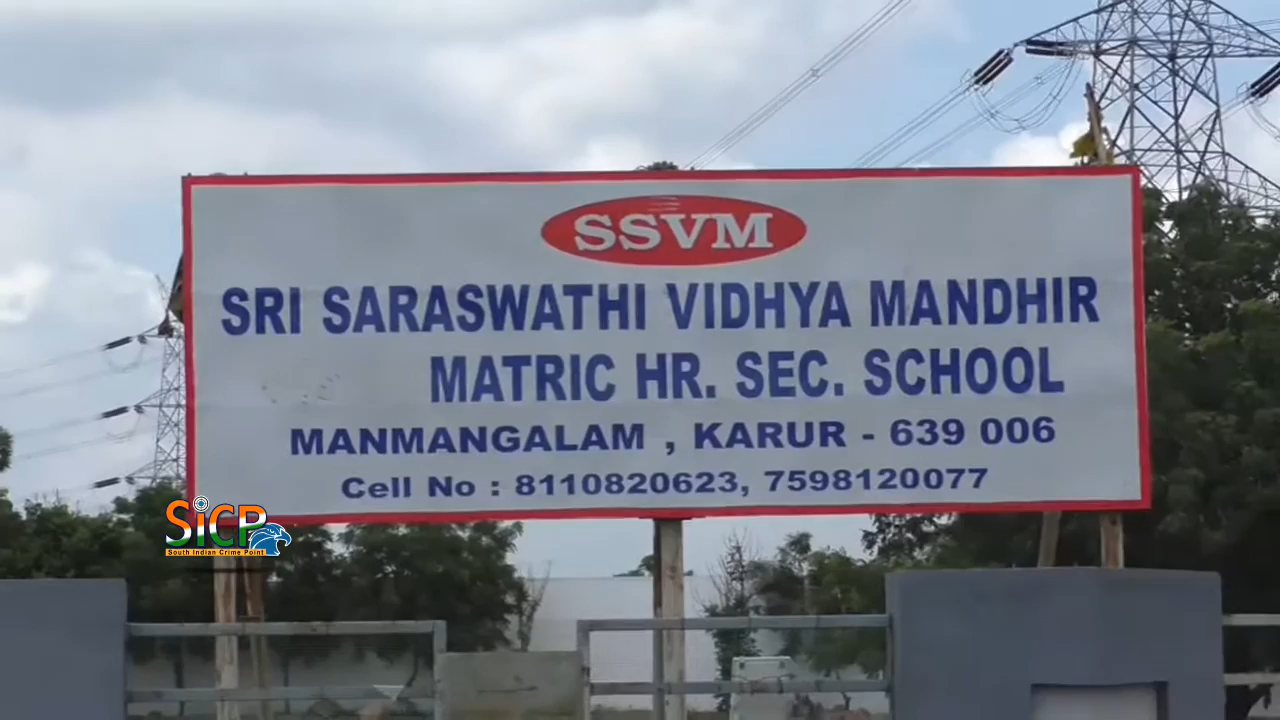 SSVM
SRI SARASWATHI VIDHYA MANDHIR
MATRIC HR. SEC. SCHOOL
MANMANGALAM , KARUR - 639 006
Cell No : 8110820623, 7598120077
SiCP
South Indian Crime Point